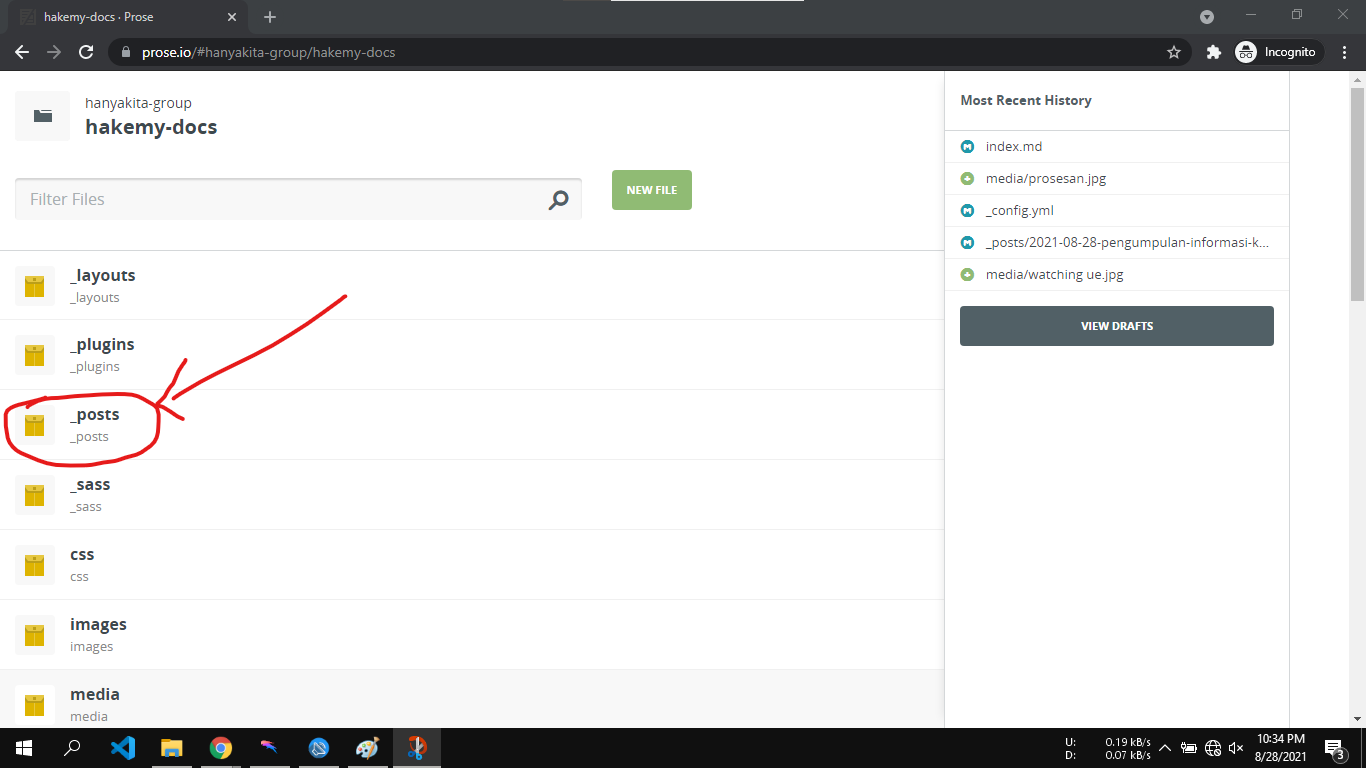 hakemy-docs · Prose
prose.io/#hanyakita-group/hakemy-docs
Incognito
hanyakita-group
hakemy-docs
Filter Files
NEW FILE
_layouts
_layouts
_plugins
_plugins
_posts
_posts
_sass
_sass
css
css
images
images
media
media
Most Recent History
M index.md
media/prosesan.jpg
M _config.yml
M _posts/2021-08-28-pengumpulan-informasi-k...
media/watching ue.jpg
VIEW DRAFTS
U: 0.19 kB/s
D: 0.07 kB/s
10:34 PM
8/28/2021
3